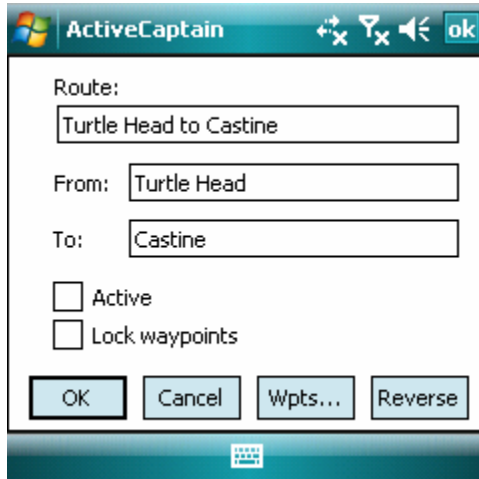 ActiveCaptain ok
Route:
Turtle Head to Castine
From: Turtle Head
To: Castine
Active
Lock waypoints
OK Cancel Wpts... Reverse